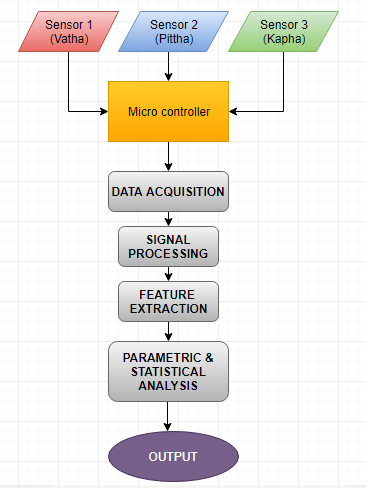 Sensor 1
(Vatha)
Sensor 2
(Pittha)
Sensor 3
(Kapha)
Micro controller
DATA ACQUISITION
SIGNAL
PROCESSING
FEATURE
EXTRACTION
PARAMETRIC &
STATISTICAL
ANALYSIS
OUTPUT